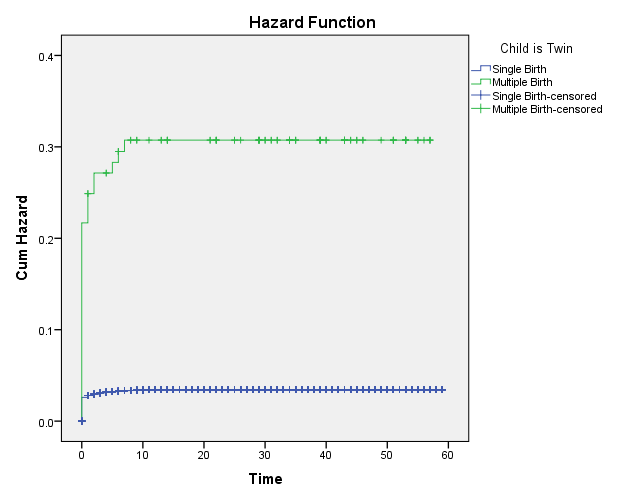 Hazard Function
Child is Twin
Single Birth
Multiple Birth
Single Birth-censored
Multiple Birth-censored
0.4
0.3
0.2
0.1
0.0
Cum Hazard
0 10 20 30 40 50 60
Time